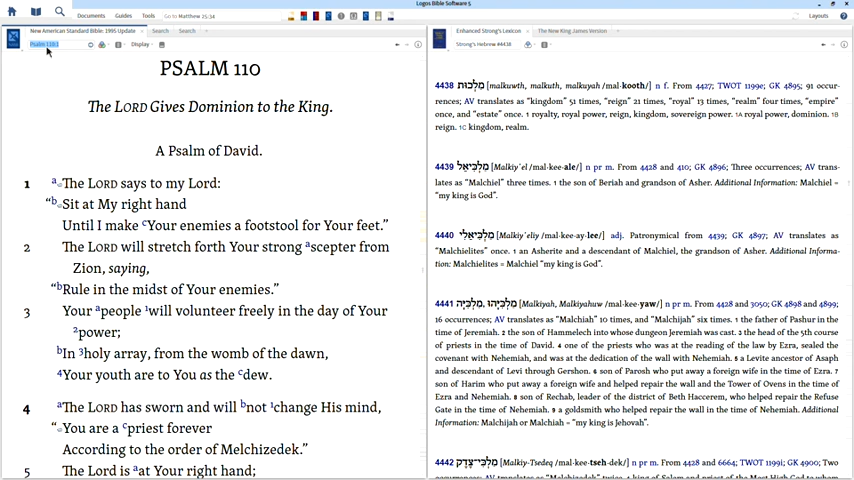 Logos Bible Software 5
Documents Guides Tools Go to Matthew 25:34 Layouts
New American Standard Bible: 1995 Update Search Search
Psalm 110:1 Display
PSALM 110
The LORD Gives Dominion to the King.
A Psalm of David.
1 a The LORD says to my Lord:
“b Sit at My right hand
Until I make c Your enemies a footstool for Your feet.”
2 The LORD will stretch forth Your strong a scepter from
Zion, saying,
“b Rule in the midst of Your enemies.”
3 Your a people 1 will volunteer freely in the day of Your
2 power;
b In 3 holy array, from the womb of the dawn,
4 Your youth are to You as the c dew.
4 a The LORD has sworn and will b not 1 change His mind,
“You are a c priest forever
According to the order of Melchizedek.”
5 The Lord is a at Your right hand;
Enhanced Strong's Lexicon The New King James Version
Strong's Hebrew #4438
4438 מַלְכוּת [malkuwth, malkuth, malkuyah /mal·kooth/] n f. From 4427; TWOT 1199e; GK 4895; 91 occur-
rences; AV translates as “kingdom” 51 times, “reign” 21 times, “royal” 13 times, “realm” four times, “empire”
once, and “estate” once. 1 royalty, royal power, reign, kingdom, sovereign power. 1A royal power, dominion. 1B
reign. 1C kingdom, realm.
4439 מַלְכִּיאֵל [Malkiy’el /mal·kee·ale/] n pr m. From 4428 and 410; GK 4896; Three occurrences; AV trans-
lates as “Malchiel” three times. 1 the son of Beriah and grandson of Asher. Additional Information: Malchiel =
“my king is God”.
4440 מַלְכִּיאֵלִי [Malkiy’eliy /mal·kee·ay·lee/] adj. Patronymical from 4439; GK 4897; AV translates as
“Malchielites” once. 1 an Asherite and a descendant of Malchiel, the grandson of Asher. Additional Informa-
tion: Malchielites = Malchiel “my king is God”.
4441 מַלְכִּיָּה, מַלְכִּיָּהוּ [Malkiyah, Malkiyahuw /mal·kee·yaw/] n pr m. From 4428 and 3050; GK 4898 and 4899;
16 occurrences; AV translates as “Malchiah” 10 times, and “Malchijah” six times. 1 the father of Pashur in the
time of Jeremiah. 2 the son of Hammelech into whose dungeon Jeremiah was cast. 3 the head of the 5th course
of priests in the time of David. 4 one of the priests who was at the reading of the law by Ezra, sealed the
covenant with Nehemiah, and was at the dedication of the wall with Nehemiah. 5 a Levite ancestor of Asaph
and descendant of Levi through Gershon. 6 son of Parosh who put away a foreign wife in the time of Ezra. 7
son of Harim who put away a foreign wife and helped repair the wall and the Tower of Ovens in the time of
Ezra and Nehemiah. 8 son of Rechab, leader of the district of Beth Haccerem, who helped repair the Refuse
Gate in the time of Nehemiah. 9 a goldsmith who helped repair the wall in the time of Nehemiah. Additional
Information: Malchijah or Malchiah = “my king is Jehovah”.
4442 מַלְכִּי־צֶדֶק [Malkiy-Tsedeq /mal·kee·tseh·dek/] n pr m. From 4428 and 6664; TWOT 1199i; GK 4900; Two